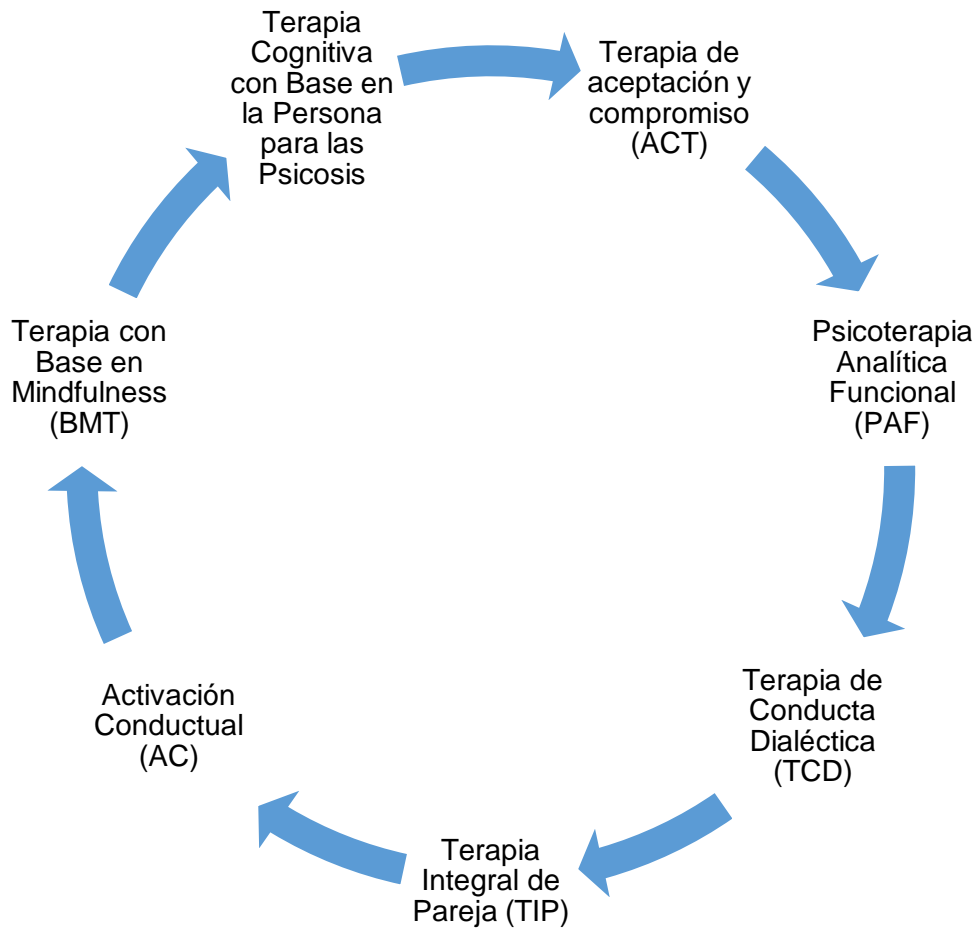 Terapia
Cognitiva
con Base en
la Persona
para las
Psicosis
Terapia de
aceptación y
compromiso
(ACT)
Psicoterapia
Analítica
Funcional
(PAF)
Terapia de
Conducta
Dialéctica
(TCD)
Terapia
Integral de
Pareja (TIP)
Activación
Conductual
(AC)
Terapia con
Base en
Mindfulness
(BMT)